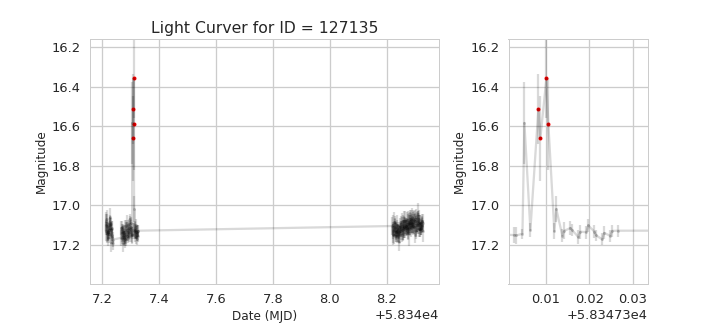 Light Curver for ID = 127135
16.2
16.4
16.6
16.8
17.0
17.2
Magnitude
7.2 7.4 7.6 7.8 8.0 8.2
Date (MJD)
+5.834e4
16.2
16.4
16.6
16.8
17.0
17.2
Magnitude
0.01 0.02 0.03
+5.83473e4